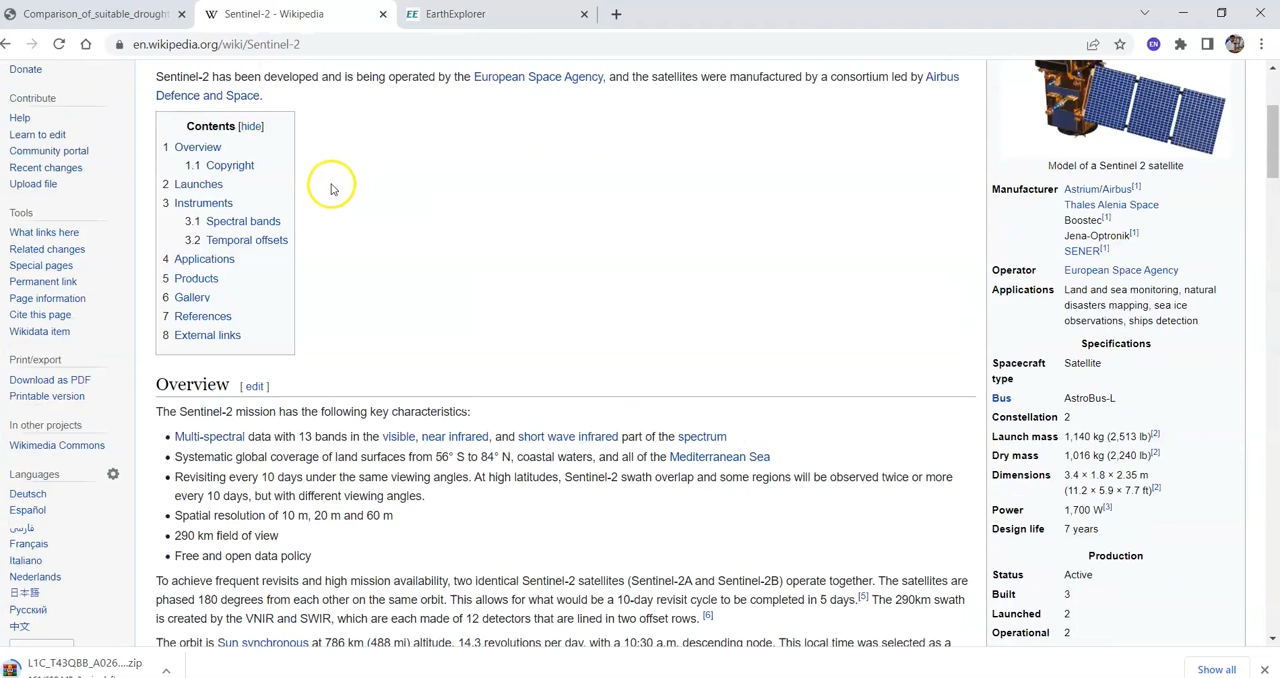 Comparison_of_suitable_drought
Sentinel-2 - Wikipedia
EarthExplorer
en.wikipedia.org/wiki/Sentinel-2
Donate
Contribute
Help
Learn to edit
Community portal
Recent changes
Upload file
Tools
What links here
Related changes
Special pages
Permanent link
Page information
Cite this page
Wikidata item
Print/export
Download as PDF
Printable version
In other projects
Wikimedia Commons
Languages
Deutsch
Español
فارسی
Français
Italiano
Nederlands
日本語
Русский
中文
Sentinel-2 has been developed and is being operated by the European Space Agency, and the satellites were manufactured by a consortium led by Airbus
Defence and Space.
Contents [hide]
1 Overview
1.1 Copyright
2 Launches
3 Instruments
3.1 Spectral bands
3.2 Temporal offsets
4 Applications
5 Products
6 Gallery
7 References
8 External links
Overview [ edit ]
The Sentinel-2 mission has the following key characteristics:
• Multi-spectral data with 13 bands in the visible, near infrared, and short wave infrared part of the spectrum
• Systematic global coverage of land surfaces from 56° S to 84° N, coastal waters, and all of the Mediterranean Sea
• Revisiting every 10 days under the same viewing angles. At high latitudes, Sentinel-2 swath overlap and some regions will be observed twice or more
every 10 days, but with different viewing angles.
• Spatial resolution of 10 m, 20 m and 60 m
• 290 km field of view
• Free and open data policy
To achieve frequent revisits and high mission availability, two identical Sentinel-2 satellites (Sentinel-2A and Sentinel-2B) operate together. The satellites are
phased 180 degrees from each other on the same orbit. This allows for what would be a 10-day revisit cycle to be completed in 5 days.[5] The 290km swath
is created by the VNIR and SWIR, which are each made of 12 detectors that are lined in two offset rows. [6]
The orbit is Sun synchronous at 786 km (488 mi) altitude, 14.3 revolutions per day, with a 10:30 a.m. descending node. This local time was selected as a
Model of a Sentinel 2 satellite
Manufacturer Astrium/Airbus[1]
Thales Alenia Space
Boostec[1]
Jena-Optronik[1]
SENER[1]
Operator European Space Agency
Applications Land and sea monitoring, natural
disasters mapping, sea ice
observations, ships detection
Specifications
Spacecraft Satellite
type
Bus AstroBus-L
Constellation 2
Launch mass 1,140 kg (2,513 lb)[2]
Dry mass 1,016 kg (2,240 lb)[2]
Dimensions 3.4 × 1.8 × 2.35 m
(11.2 × 5.9 × 7.7 ft)[2]
Power 1,700 W[3]
Design life 7 years
Production
Status Active
Built 3
Launched 2
Operational 2
L1C_T43QBB_A026....zip
Show all